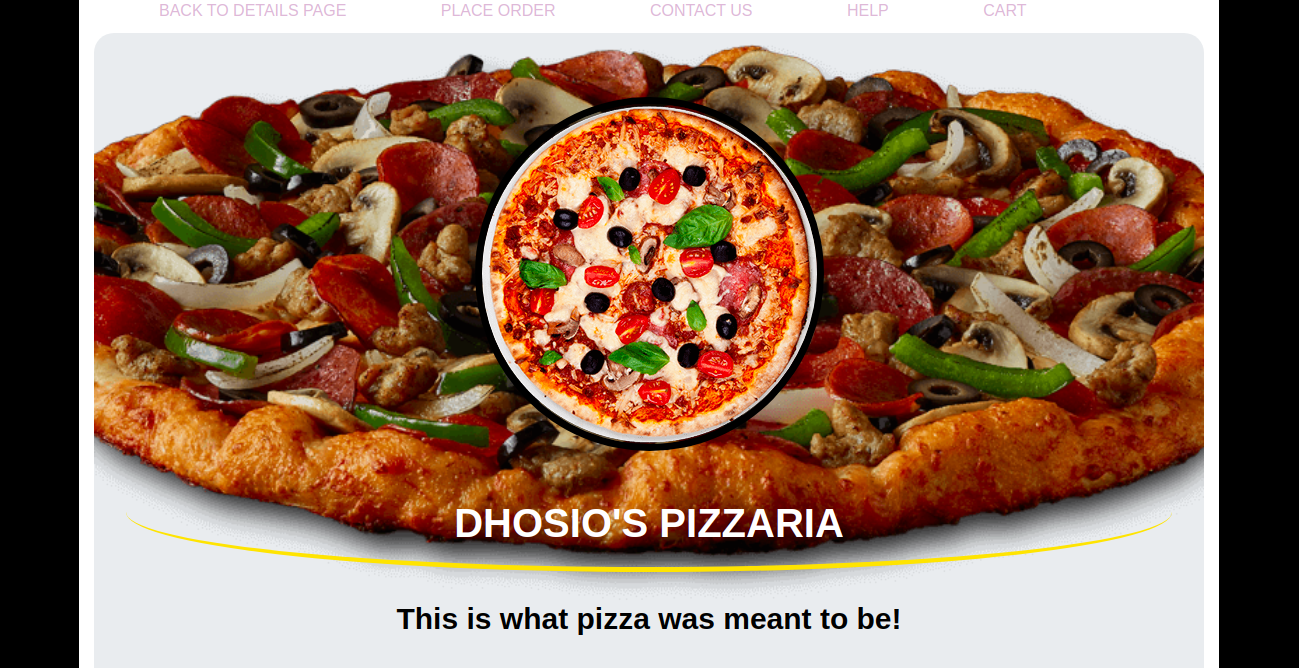 BACK TO DETAILS PAGE PLACE ORDER CONTACT US HELP CART
DHOSIO'S PIZZARIA
This is what pizza was meant to be!